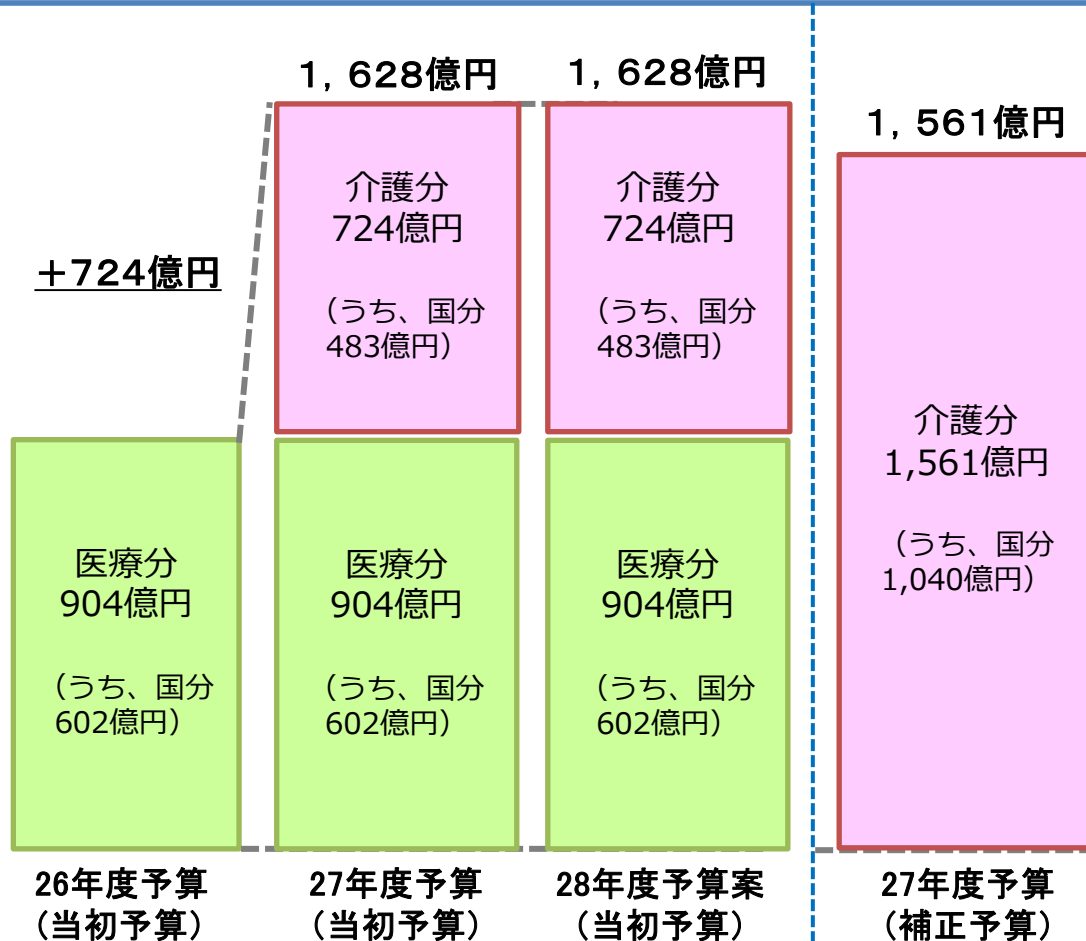 1,628億円
1,628億円
1,561億円
+724億円
介護分
724億円
(うち、国分
483億円)
介護分
724億円
(うち、国分
483億円)
介護分
1,561億円
(うち、国分
1,040億円)
医療分
904億円
(うち、国分
602億円)
医療分
904億円
(うち、国分
602億円)
医療分
904億円
(うち、国分
602億円)
26年度予算
(当初予算)
27年度予算
(当初予算)
28年度予算案
(当初予算)
27年度予算
(補正予算)